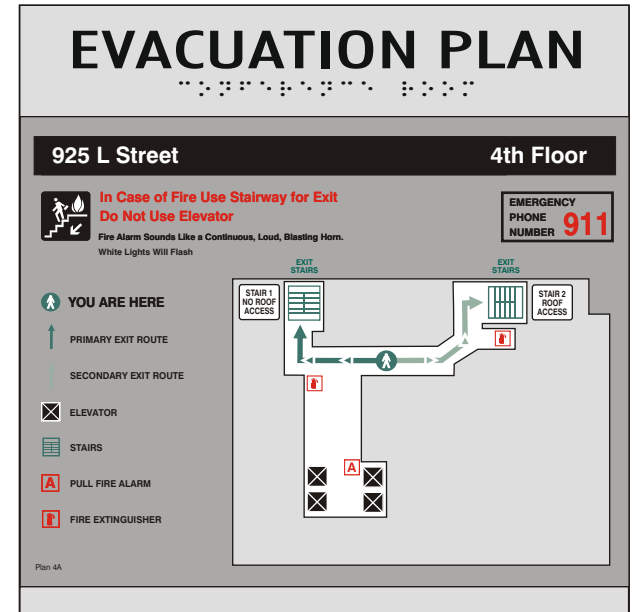 EVACUATION PLAN
⠉⠕⠝⠋⠑⠗⠑⠝⠉⠑ ⠗⠕⠕⠍
925 L Street
4th Floor
In Case of Fire Use Stairway for Exit
Do Not Use Elevator
Fire Alarm Sounds Like a Continuous, Loud, Blasting Horn.
White Lights Will Flash
EMERGENCY
PHONE
NUMBER 911
YOU ARE HERE
PRIMARY EXIT ROUTE
SECONDARY EXIT ROUTE
ELEVATOR
STAIRS
A PULL FIRE ALARM
FIRE EXTINGUISHER
Plan 4A
EXIT
STAIRS
STAIR 1
NO ROOF
ACCESS
EXIT
STAIRS
STAIR 2
ROOF
ACCESS
A